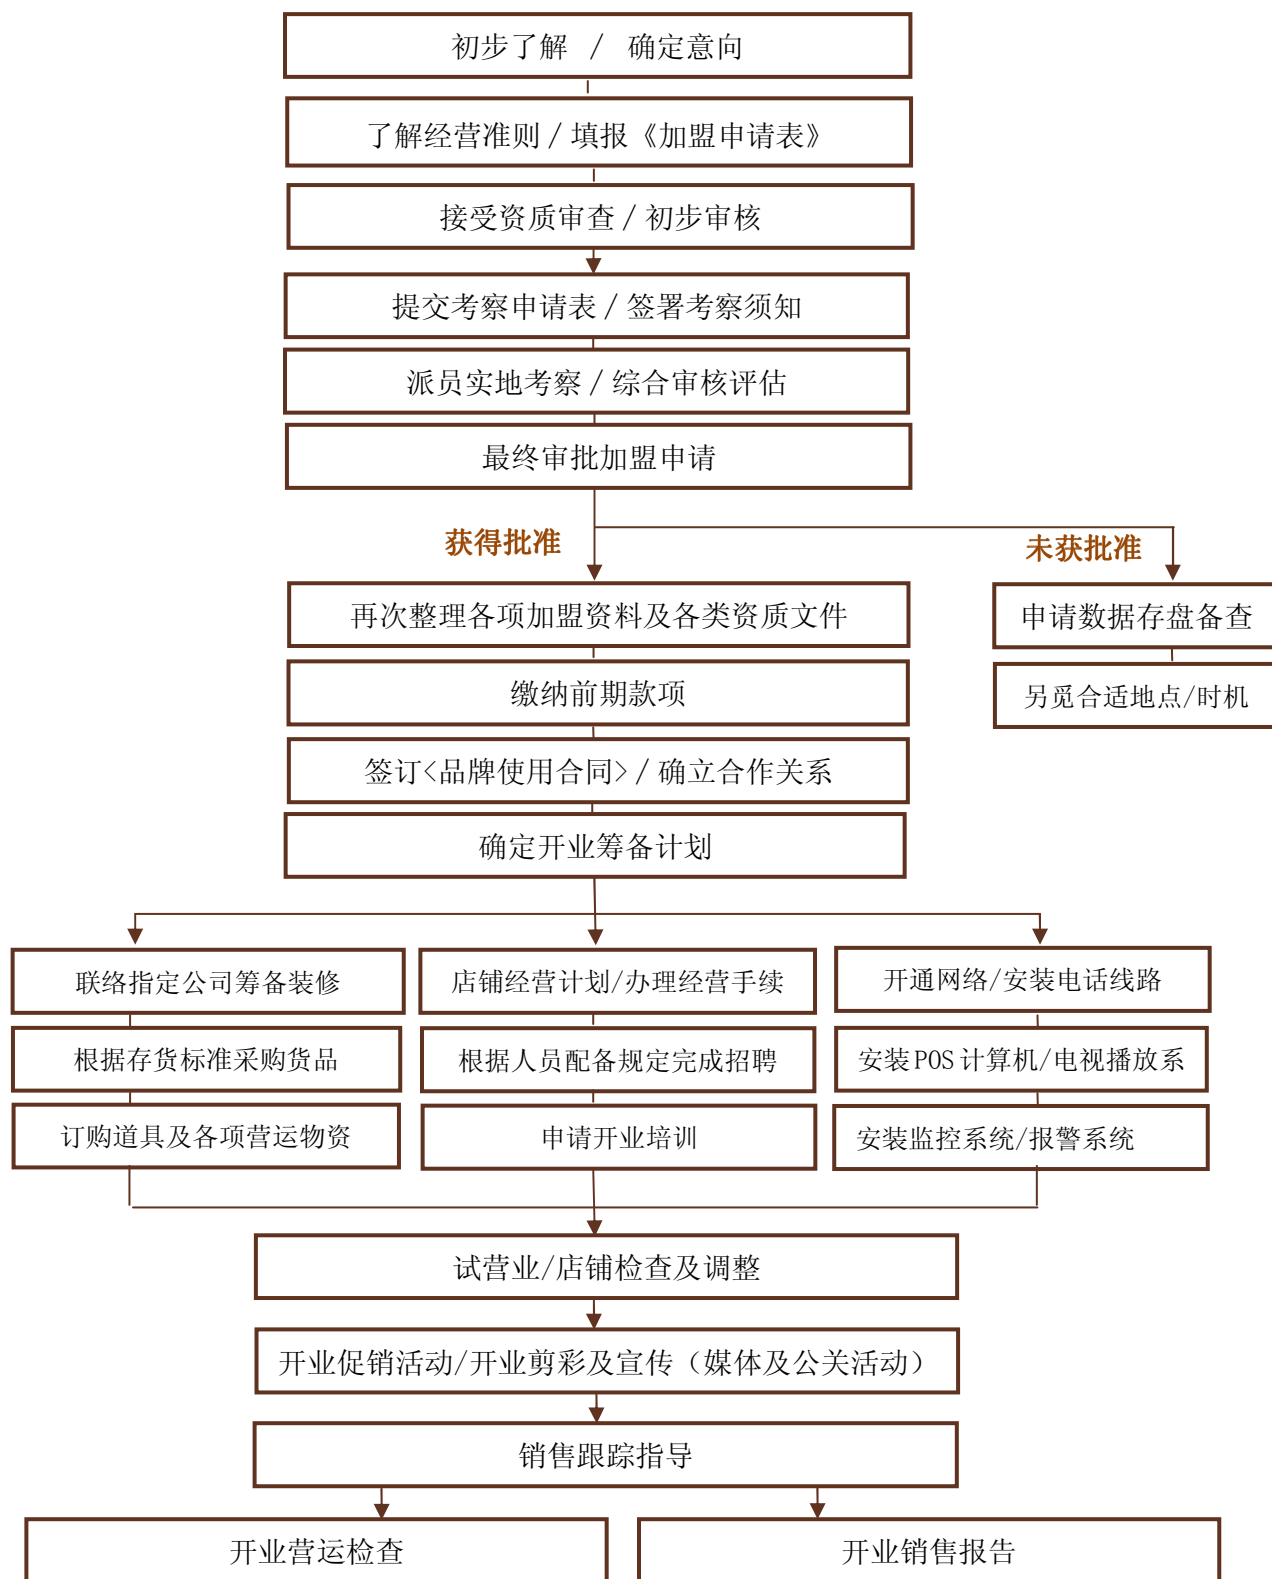 初步了解 / 确定意向
了解经营准则/填报《加盟申请表》
接受资质审查/初步审核
提交考察申请表/签署考察须知
派员实地考察/综合审核评估
最终审批加盟申请
获得批准
未获批准
再次整理各项加盟资料及各类资质文件
申请数据存盘备查
缴纳前期款项
另觅合适地点/时机
签订<品牌使用合同>/确立合作关系
确定开业筹备计划
联络指定公司筹备装修
店铺经营计划/办理经营手续
开通网络/安装电话线路
根据存货标准采购货品
根据人员配备规定完成招聘
安装POS计算机/电视播放系
订购道具及各项营运物资
申请开业培训
安装监控系统/报警系统
试营业/店铺检查及调整
开业促销活动/开业剪彩及宣传（媒体及公关活动）
销售跟踪指导
开业营运检查
开业销售报告